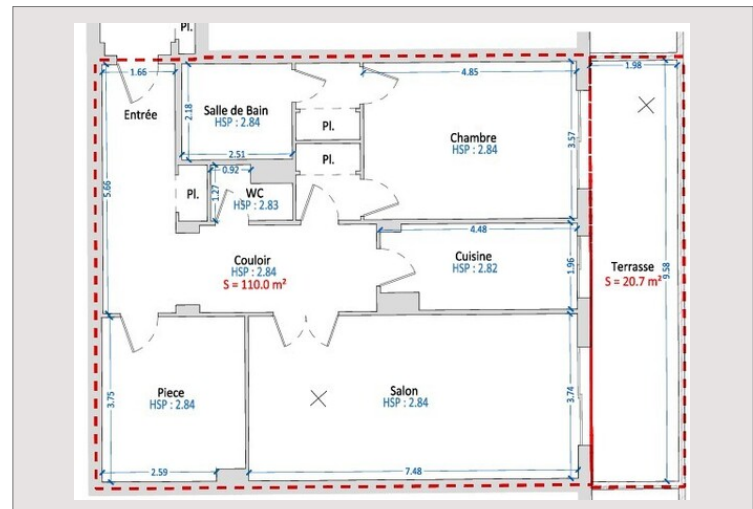 Pl.
1.66
4.85
1.98
Entrée
2.18
Salle de Bain
HSP : 2.84
Pl.
Chambre
HSP : 2.84
3.57
2.51
0.92
Pl.
5.66
Pl.
1.27
WC
HSP : 2.83
4.48
Couloir
HSP : 2.84
S = 110.0 m²
Cuisine
HSP : 2.82
1.96
Terrasse
S = 20.7 m²
9.58
3.75
Piece
HSP : 2.84
Salon
HSP : 2.84
3.74
2.59
7.48